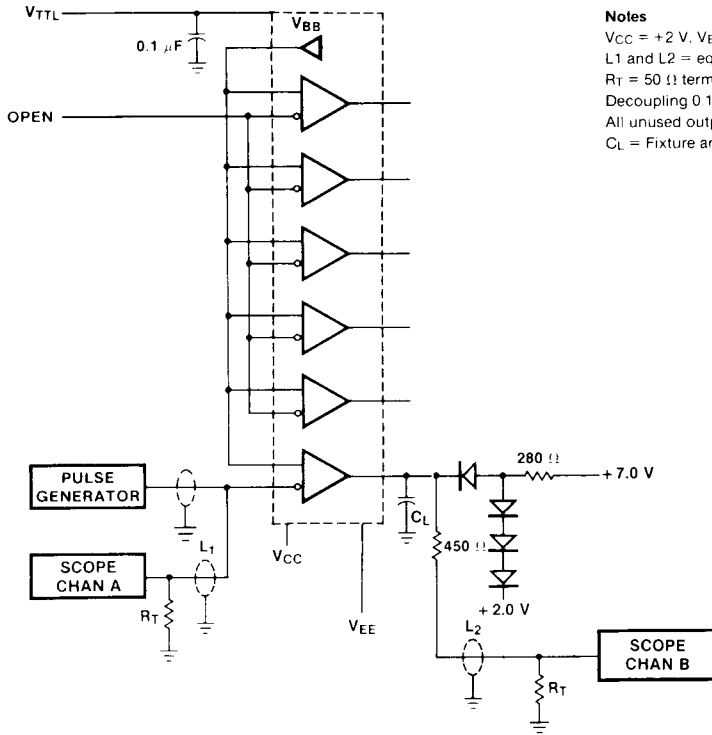 VTTL
0.1 μF
VBB
OPEN
PULSE
GENERATOR
SCOPE
CHAN A
RT
L1
VCC
VEE
CL
450 Ω
280 Ω
+7.0 V
+2.0 V
L2
RT
SCOPE
CHAN B
Notes
VCC = +2 V, VE
L1 and L2 = eq
RT = 50 Ω term
Decoupling 0.1
All unused outp
CL = Fixture an